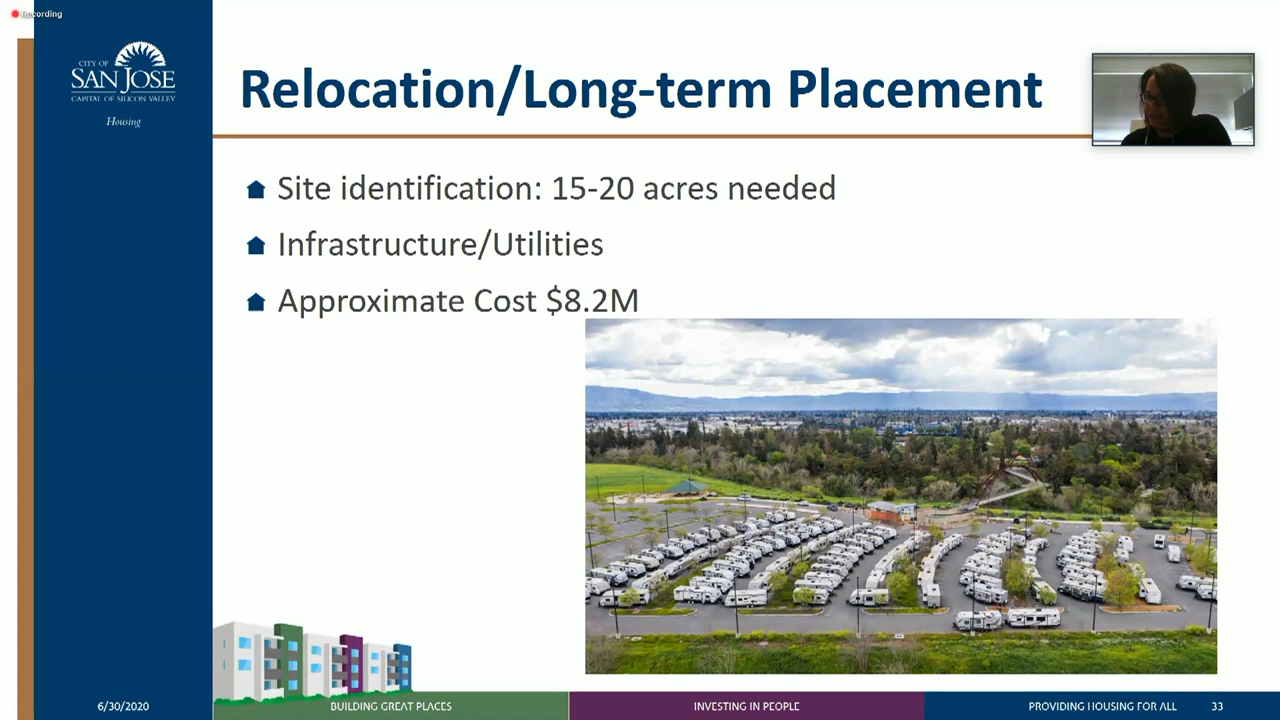 Recording
CITY OF
SAN JOSE
CAPITAL OF SILICON VALLEY
Housing
Relocation/Long-term Placement
Site identification: 15-20 acres needed
Infrastructure/Utilities
Approximate Cost $8.2M
6/30/2020
BUILDING GREAT PLACES
INVESTING IN PEOPLE
PROVIDING HOUSING FOR ALL
33